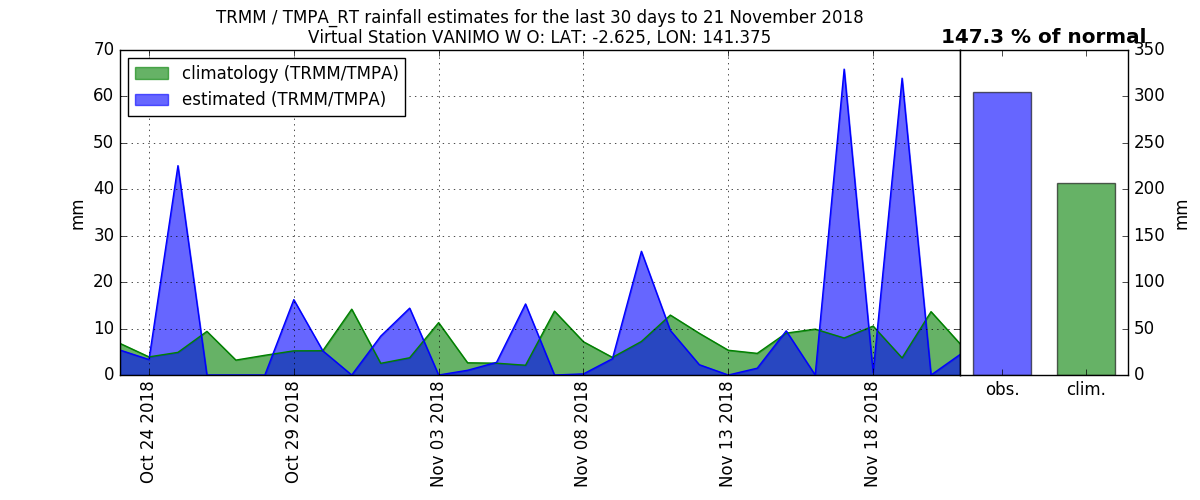 TRMM / TMPA_RT rainfall estimates for the last 30 days to 21 November 2018
Virtual Station VANIMO W O: LAT: -2.625, LON: 141.375
147.3 % of normal
climatology (TRMM/TMPA)
estimated (TRMM/TMPA)
70
60
50
40
30
20
10
0
mm
350
300
250
200
150
100
50
0
mm
Oct 24 2018
Oct 29 2018
Nov 03 2018
Nov 08 2018
Nov 13 2018
Nov 18 2018
obs.
clim.